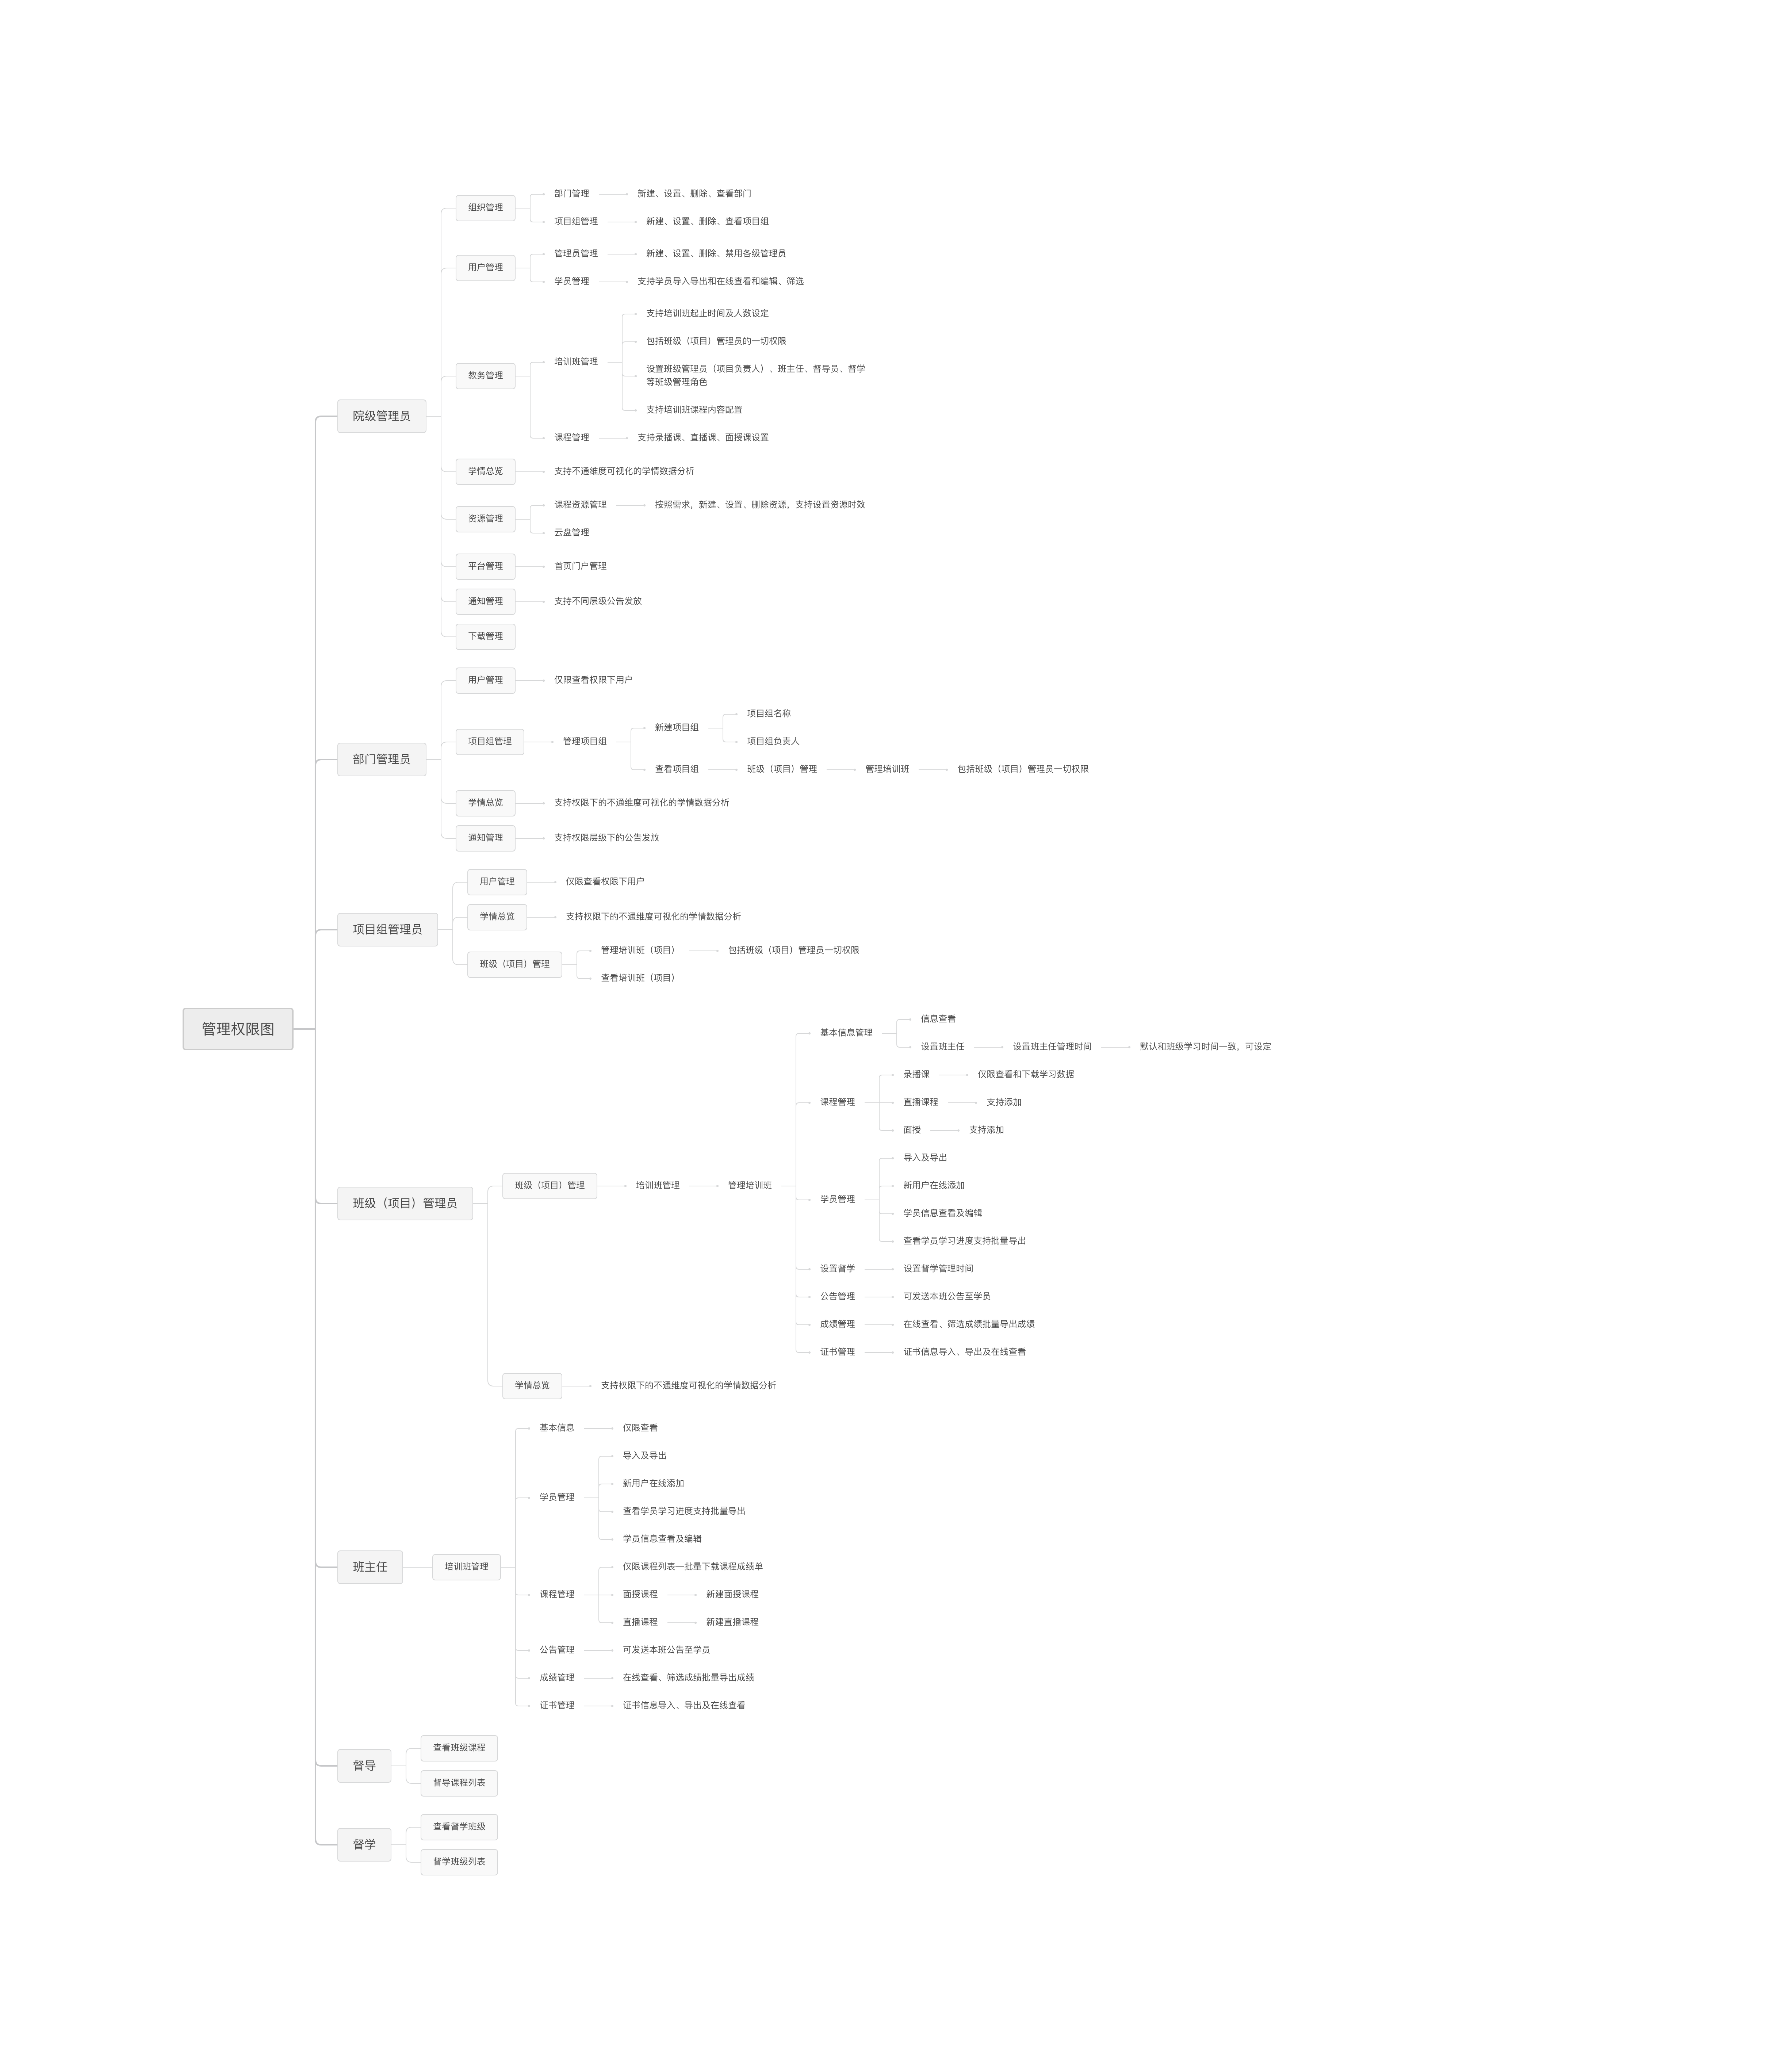 管理权限图
院级管理员
组织管理
部门管理
新建、设置、删除、查看部门
项目组管理
新建、设置、删除、查看项目组
用户管理
管理员管理
新建、设置、删除、禁用各级管理员
学员管理
支持学员导入导出和在线查看和编辑、筛选
教务管理
培训班管理
支持培训班起止时间及人数设定
包括班级（项目）管理员的一切权限
设置班级管理员（项目负责人）、班主任、督导员、督学
等班级管理角色
支持培训班课程内容配置
课程管理
支持录播课、直播课、面授课设置
学情总览
支持不通维度可视化的学情数据分析
资源管理
课程资源管理
按照需求，新建、设置、删除资源，支持设置资源时效
云盘管理
平台管理
首页门户管理
通知管理
支持不同层级公告发放
下载管理
部门管理员
用户管理
仅限查看权限下用户
项目组管理
管理项目组
新建项目组
项目组名称
项目组负责人
查看项目组
班级（项目）管理
管理培训班
包括班级（项目）管理员一切权限
学情总览
支持权限下的不通维度可视化的学情数据分析
通知管理
支持权限层级下的公告发放
项目组管理员
用户管理
仅限查看权限下用户
学情总览
支持权限下的不通维度可视化的学情数据分析
班级（项目）管理
管理培训班（项目）
包括班级（项目）管理员一切权限
查看培训班（项目）
班级（项目）管理员
班级（项目）管理
培训班管理
管理培训班
基本信息管理
信息查看
设置班主任
设置班主任管理时间
默认和班级学习时间一致，可设定
课程管理
录播课
仅限查看和下载学习数据
直播课程
支持添加
面授
支持添加
学员管理
导入及导出
新用户在线添加
学员信息查看及编辑
查看学员学习进度支持批量导出
设置督学
设置督学管理时间
公告管理
可发送本班公告至学员
成绩管理
在线查看、筛选成绩批量导出成绩
证书管理
证书信息导入、导出及在线查看
学情总览
支持权限下的不通维度可视化的学情数据分析
班主任
培训班管理
基本信息
仅限查看
学员管理
导入及导出
新用户在线添加
查看学员学习进度支持批量导出
学员信息查看及编辑
课程管理
仅限课程列表—批量下载课程成绩单
面授课程
新建面授课程
直播课程
新建直播课程
公告管理
可发送本班公告至学员
成绩管理
在线查看、筛选成绩批量导出成绩
证书管理
证书信息导入、导出及在线查看
督导
查看班级课程
督导课程列表
督学
查看督学班级
督学班级列表